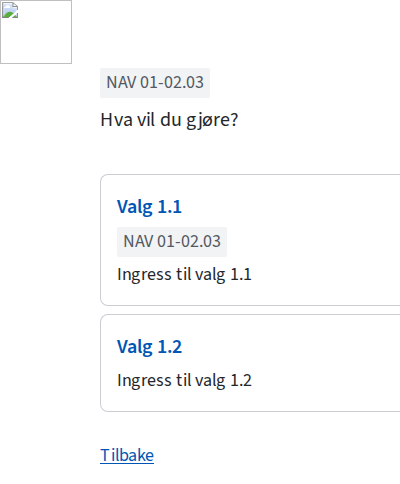 NAV 01-02.03
Hva vil du gjøre?
Valg 1.1
NAV 01-02.03
Ingress til valg 1.1
Valg 1.2
Ingress til valg 1.2
Tilbake